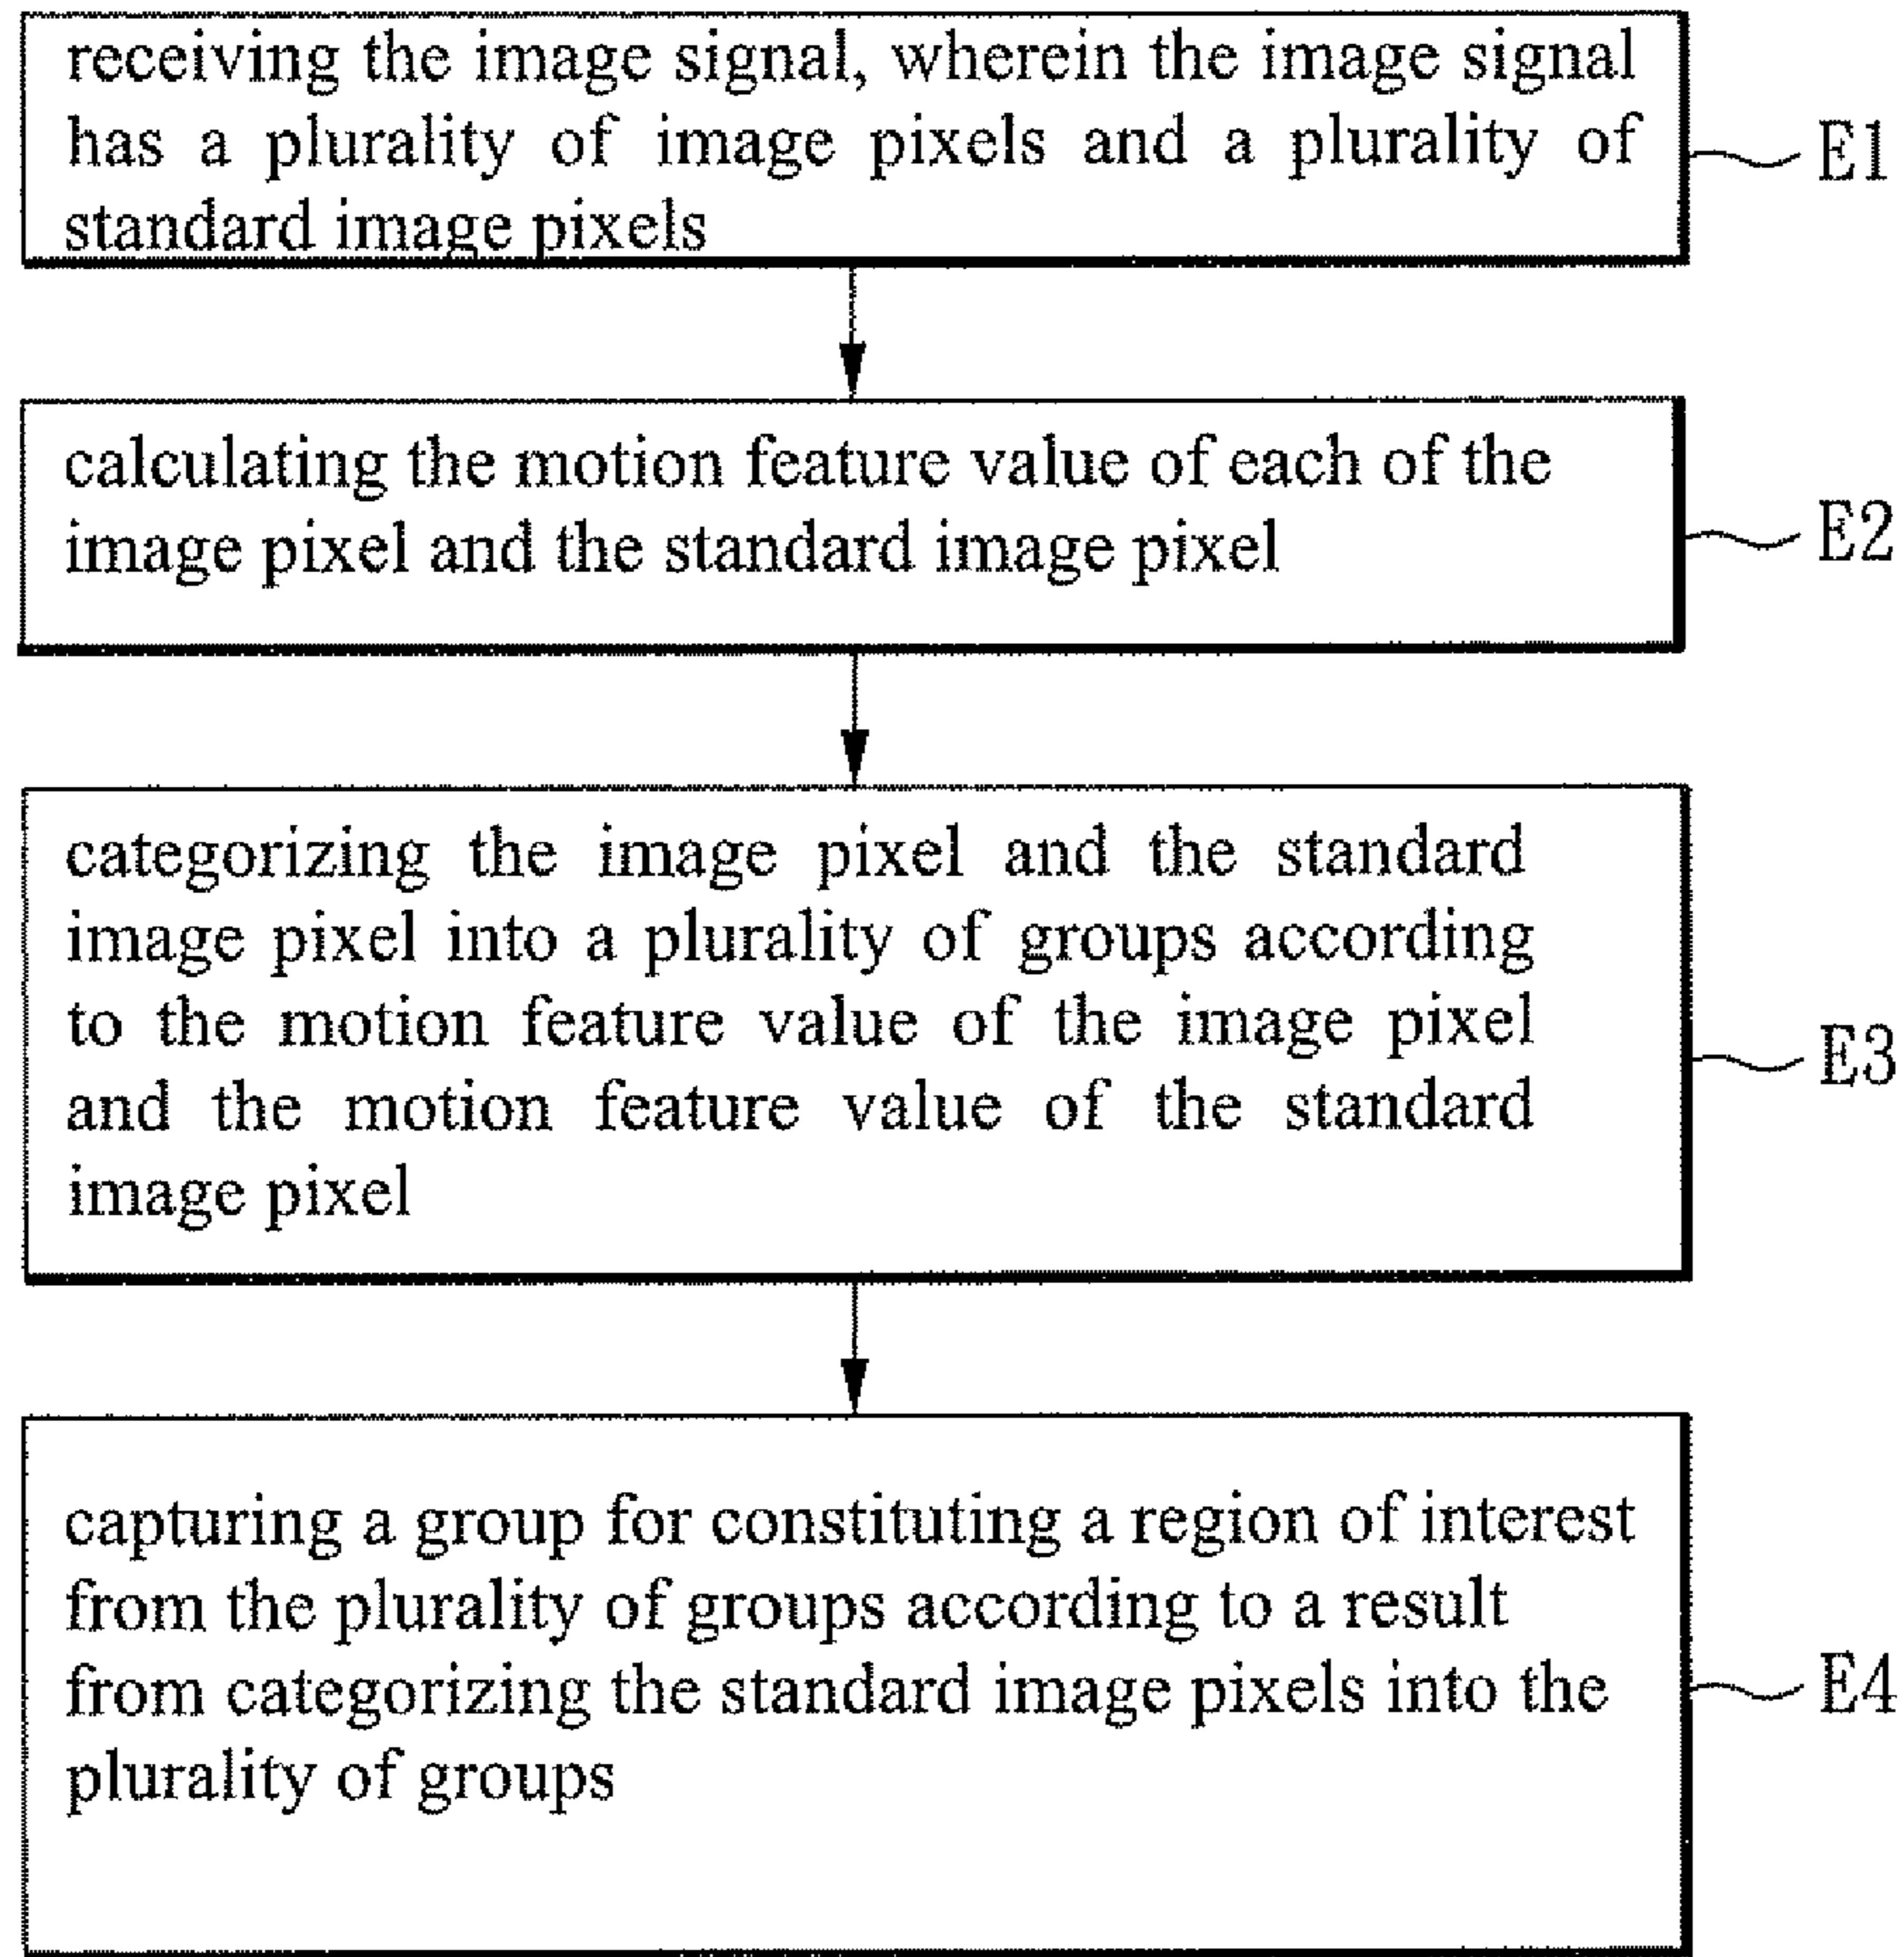 receiving the image signal, wherein the image signal
has a plurality of image pixels and a plurality of
standard image pixels
E1
calculating the motion feature value of each of the
image pixel and the standard image pixel
E2
categorizing the image pixel and the standard
image pixel into a plurality of groups according
to the motion feature value of the image pixel
and the motion feature value of the standard
image pixel
E3
capturing a group for constituting a region of interest
from the plurality of groups according to a result
from categorizing the standard image pixels into the
plurality of groups
E4